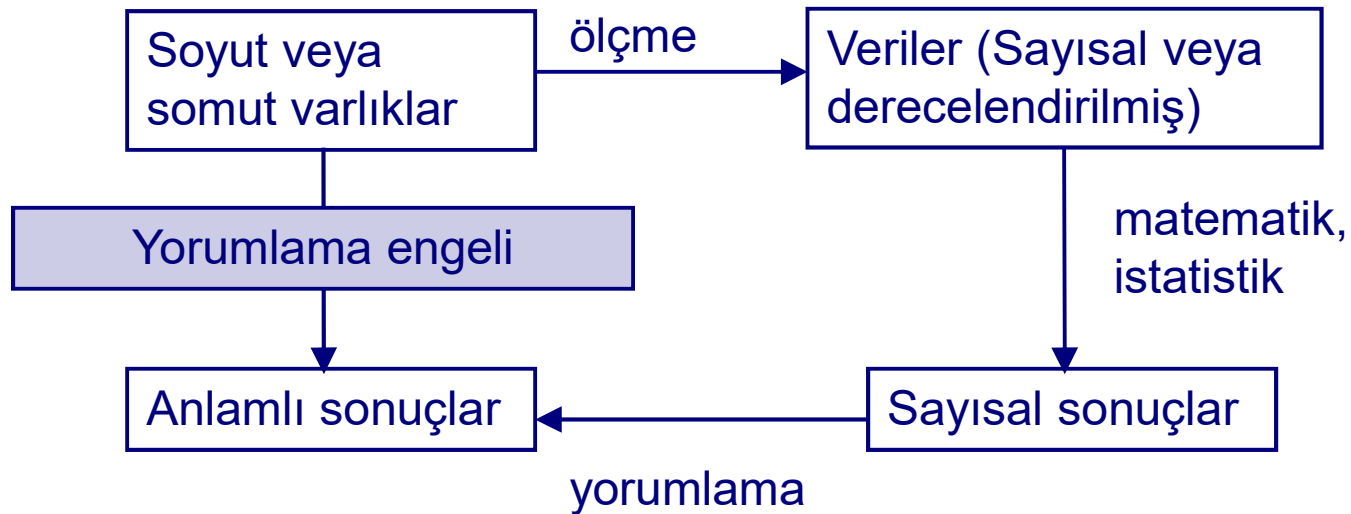 Soyut veya
somut varlıklar
ölçme
Veriler (Sayısal veya
derecelendirilmiş)
Yorumlama engeli
matematik,
istatistik
Anlamlı sonuçlar
Sayısal sonuçlar
yorumlama